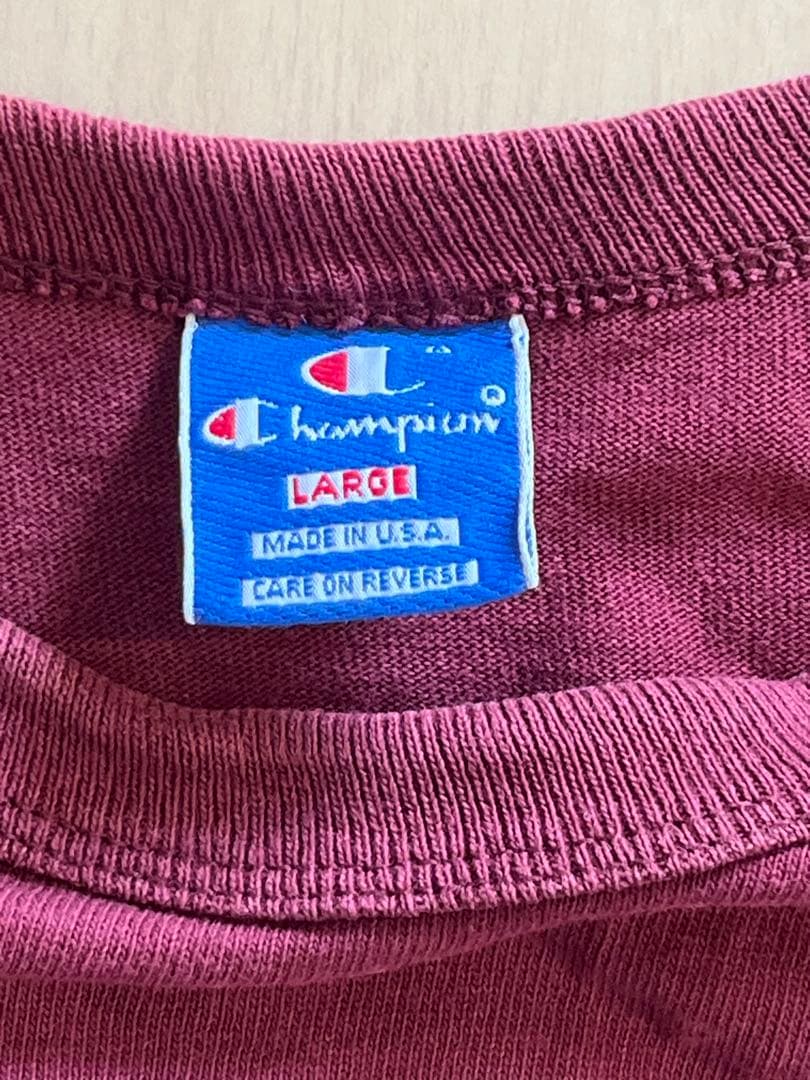 Champion®
LARGE
MADE IN U.S.A.
CARE ON REVERSE